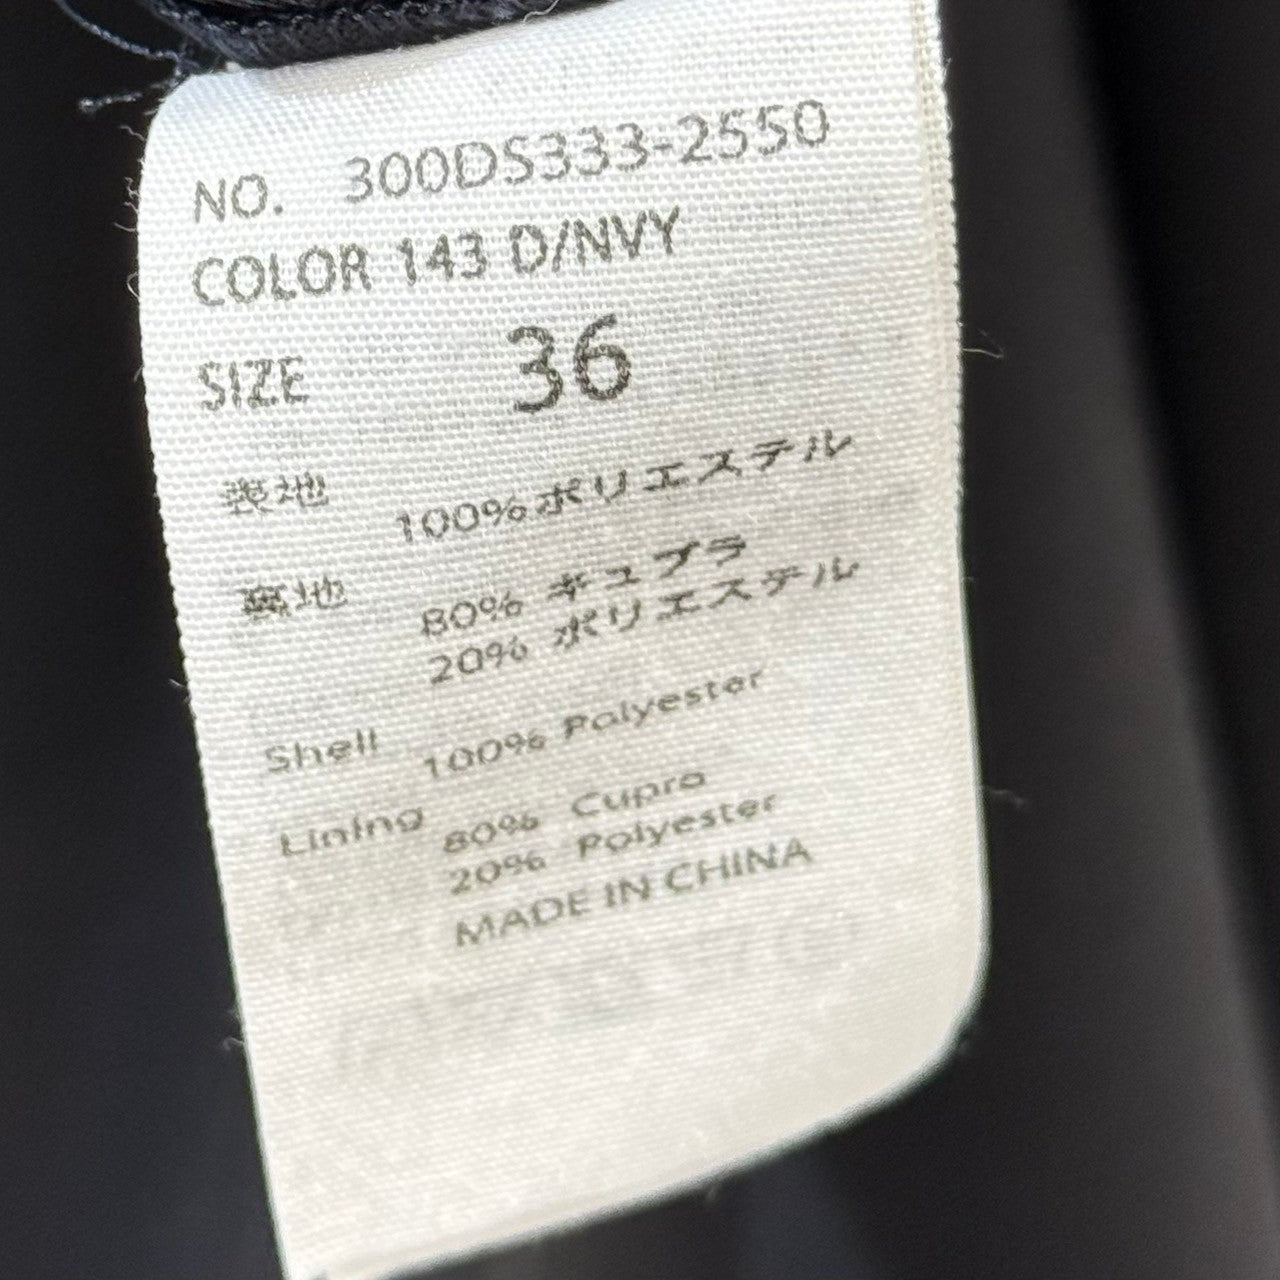 NO. 300DS333-2550
COLOR 143 D/NVY
SIZE 36
表地 100%ポリエステル
裏地 80% キュプラ
20% ポリエステル
Shell 100% Polyester
Lining 80% Cupra
20% Polyester
MADE IN CHINA